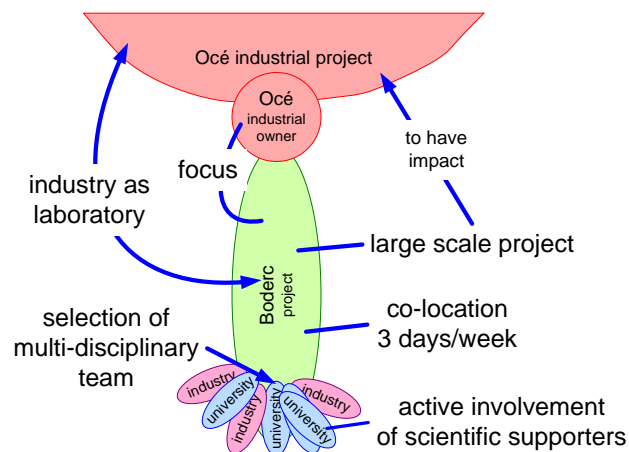 Océ industrial project
Océ
industrial
owner
to have
impact
focus
industry as
laboratory
large scale project
Boderc
project
selection of
multi-disciplinary
team
co-location
3 days/week
industry
university
industry
university
university
industry
active involvement
of scientific supporters